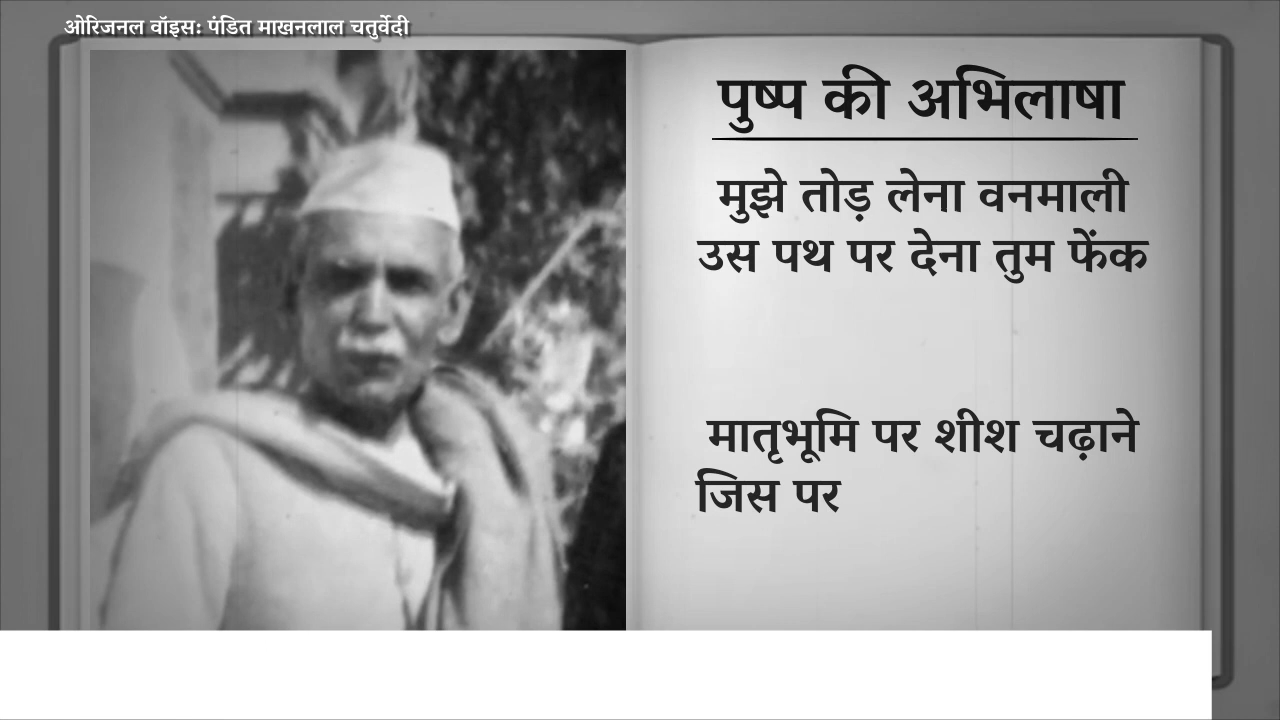 ओरिजनल वॉइसः पंडित माखनलाल चतुर्वेदी
पुष्प की अभिलाषा
मुझे तोड़ लेना वनमाली
उस पथ पर देना तुम फेंक
मातृभूमि पर शीश चढ़ाने
जिस पर